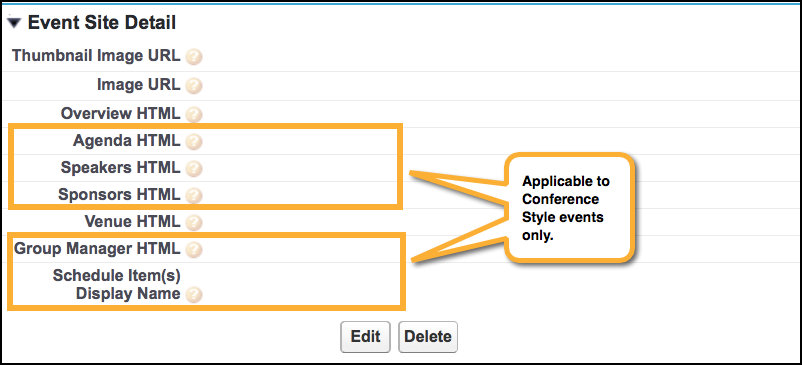 Event Site Detail
Thumbnail Image URL ?
Image URL ?
Overview HTML ?
Agenda HTML ?
Speakers HTML ?
Sponsors HTML ?
Venue HTML ?
Group Manager HTML ?
Schedule Item(s)
Display Name ?
Applicable to
Conference
Style events
only.
Edit Delete